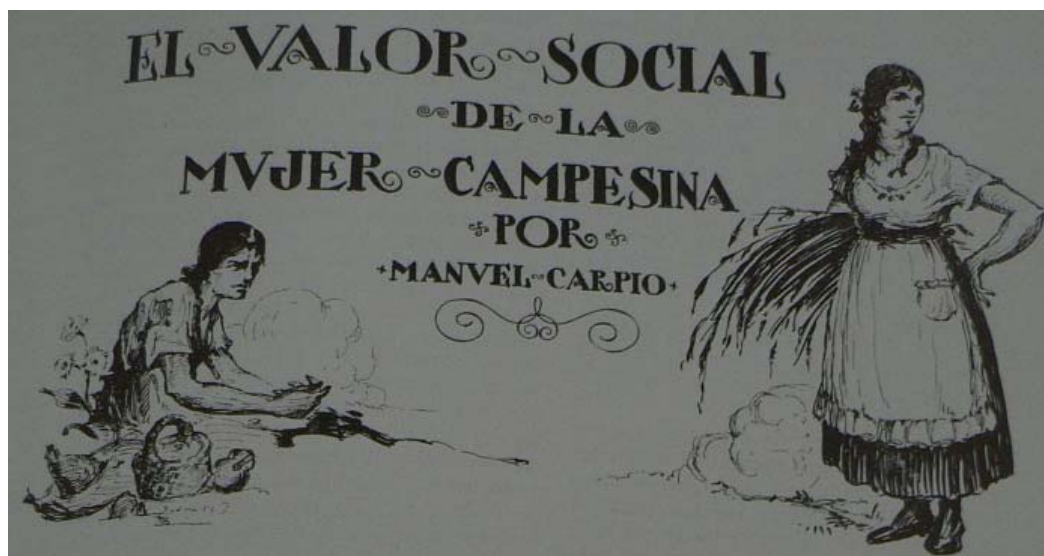 EL VALOR SOCIAL
DE LA
MVJER CAMPESINA
POR
MANVEL CARPIO